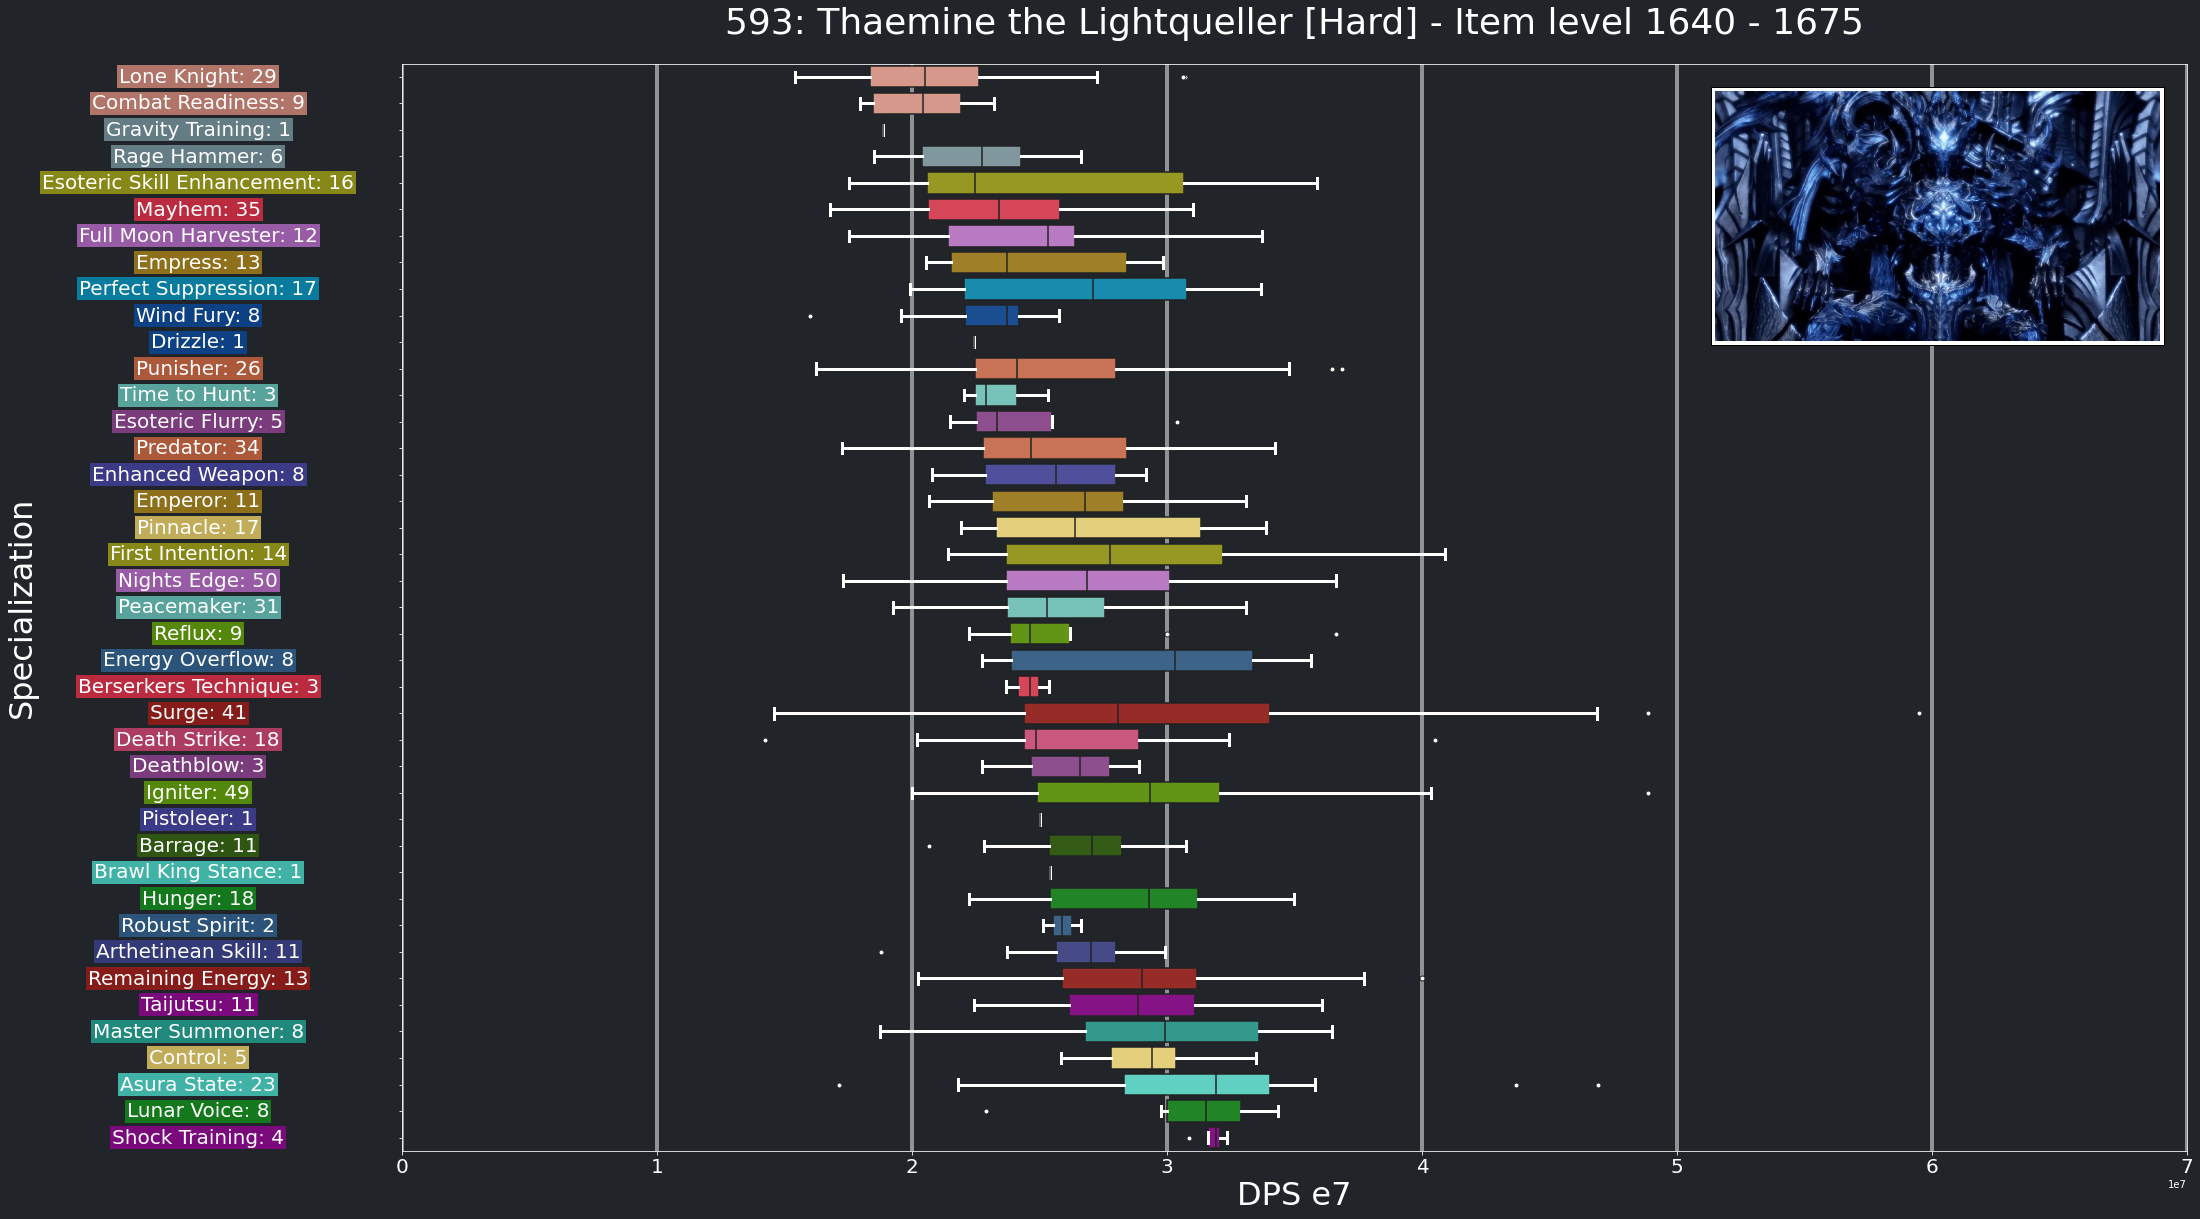 593: Thaemine the Lightqueller [Hard] - Item level 1640 - 1675
Lone Knight: 29
Combat Readiness: 9
Gravity Training: 1
Rage Hammer: 6
Esoteric Skill Enhancement: 16
Mayhem: 35
Full Moon Harvester: 12
Empress: 13
Perfect Suppression: 17
Wind Fury: 8
Drizzle: 1
Punisher: 26
Time to Hunt: 3
Esoteric Flurry: 5
Predator: 34
Enhanced Weapon: 8
Emperor: 11
Pinnacle: 17
First Intention: 14
Nights Edge: 50
Peacemaker: 31
Reflux: 9
Energy Overflow: 8
Berserkers Technique: 3
Surge: 41
Death Strike: 18
Deathblow: 3
Igniter: 49
Pistoleer: 1
Barrage: 11
Brawl King Stance: 1
Hunger: 18
Robust Spirit: 2
Arthetinean Skill: 11
Remaining Energy: 13
Taijutsu: 11
Master Summoner: 8
Control: 5
Asura State: 23
Lunar Voice: 8
Shock Training: 4
Specialization
0 1 2 3 4 5 6 7
1e7
DPS e7